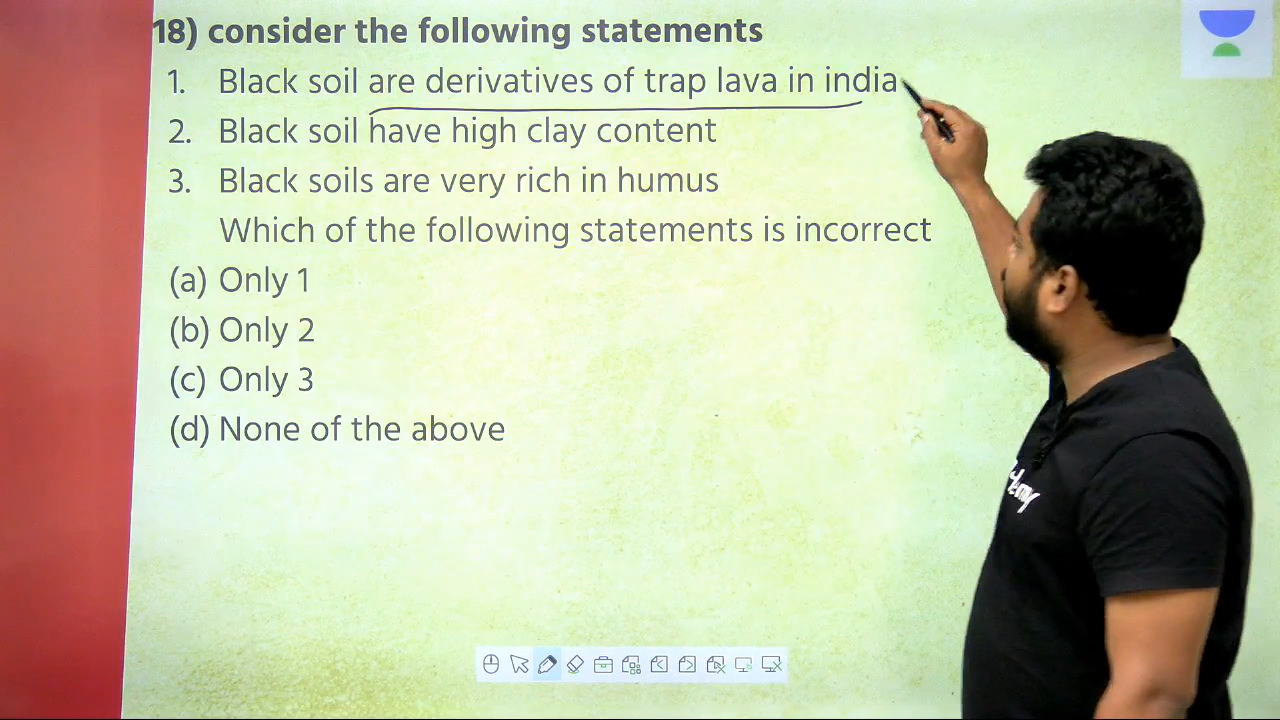 18) consider the following statements
1. Black soil are derivatives of trap lava in india
2. Black soil have high clay content
3. Black soils are very rich in humus
Which of the following statements is incorrect
(a) Only 1
(b) Only 2
(c) Only 3
(d) None of the above